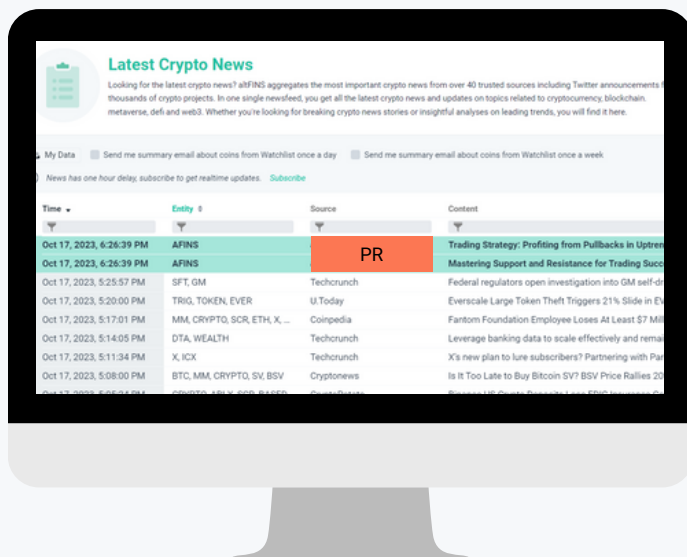 Latest Crypto News
Looking for the latest crypto news? altFINS aggregates the most important crypto news from over 40 trusted sources including Twitter announcements
thousands of crypto projects. In one single newsfeed, you get all the latest crypto news and updates on topics related to cryptocurrency, blockchain.
metaverse, defi and web3. Whether you're looking for breaking crypto news stories or insightful analyses on leading trends, you will find it here.
My Data Send me summary email about coins from Watchlist once a day Send me summary email about coins from Watchlist once a week
News has one hour delay, subscribe to get realtime updates. Subscribe
Time Entity Source Content
Oct 17, 2023, 6:26:39 PM AFINS Trading Strategy: Profiting from Pullbacks in
PR
Oct 17, 2023, 6:26:39 PM AFINS Mastering Support and Resistance for Trading
Oct 17, 2023, 5:25:57 PM SFT, GM Techcrunch Federal regulators open investigation into GM
Oct 17, 2023, 5:20:00 PM TRIG, TOKEN, EVER U.Today Everscale Large Token Theft Triggers 21% Slide in
Oct 17, 2023, 5:17:01 PM MM, CRYPTO, SCR, ETH, X, ... Coinpedia Fantom Foundation Employee Loses At Least $7
Oct 17, 2023, 5:14:05 PM DTA, WEALTH Techcrunch Leverage banking data to scale effectively and
Oct 17, 2023, 5:11:34 PM X, ICX Techcrunch X's new plan to lure subscribers? Partnering with
Oct 17, 2023, 5:08:00 PM BTC, MM, CRYPTO, SV, BSV Cryptonews Is It Too Late to Buy Bitcoin SV? BSV Price Rallies